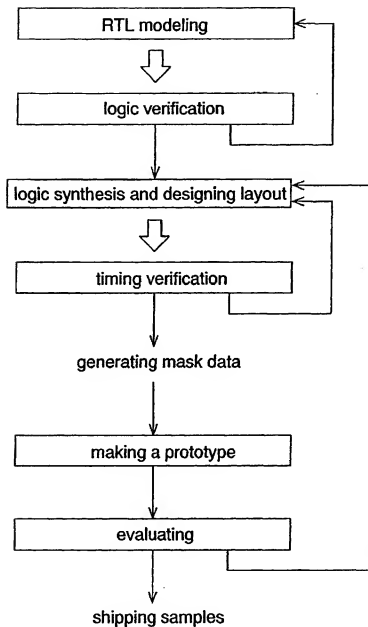 RTL modeling
logic verification
logic synthesis and designing layout
timing verification
generating mask data
making a prototype
evaluating
shipping samples